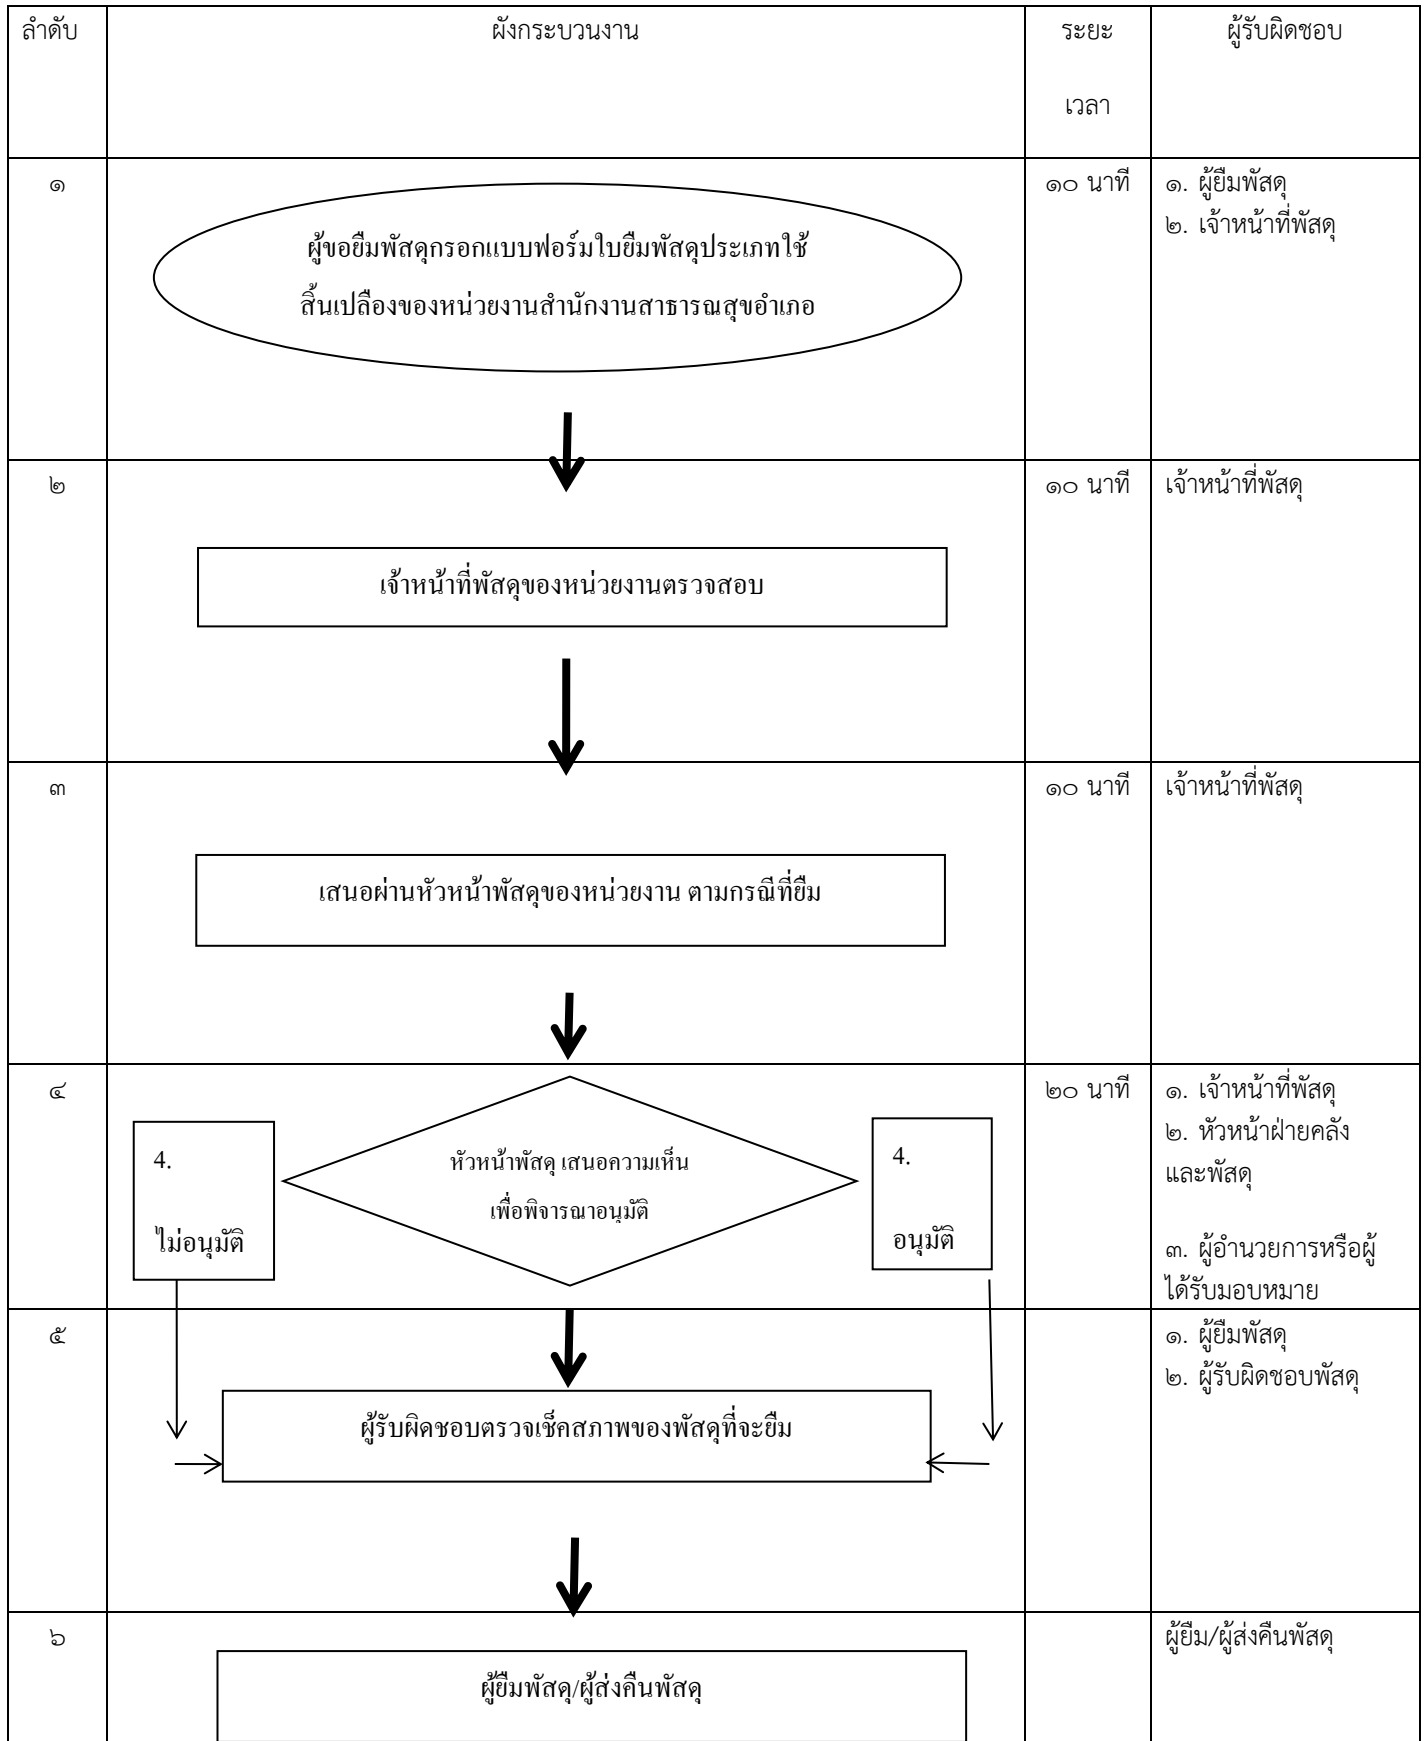 ลำดับ ผังกระบวนงาน ระยะ ผู้รับผิดชอบ
เวลา
๑ ๑๐ นาที ๑. ผู้ยืมพัสดุ
๒. เจ้าหน้าที่พัสดุ
ผู้ขอยืมพัสดุกรอกแบบฟอร์มใบยืมพัสดุประเภทใช้
สิ้นเปลืองของหน่วยงานสำนักงานสาธารณสุขอำเภอ
๒ ๑๐ นาที เจ้าหน้าที่พัสดุ
เจ้าหน้าที่พัสดุของหน่วยงานตรวจสอบ
๓ ๑๐ นาที เจ้าหน้าที่พัสดุ
เสนอผ่านหัวหน้าพัสดุของหน่วยงาน ตามกรณีที่ยืม
๔ ๒๐ นาที ๑. เจ้าหน้าที่พัสดุ
๒. หัวหน้าฝ่ายคลัง
และพัสดุ
๓. ผู้อำนวยการหรือผู้
ได้รับมอบหมาย
4.
ไม่อนุมัติ
หัวหน้าพัสดุ เสนอความเห็น
เพื่อพิจารณาอนุมัติ
4.
อนุมัติ
๕ ๑. ผู้ยืมพัสดุ
๒. ผู้รับผิดชอบพัสดุ
ผู้รับผิดชอบตรวจเช็คสภาพของพัสดุที่จะยืม
๖ ผู้ยืม/ผู้ส่งคืนพัสดุ
ผู้ยืมพัสดุ/ผู้ส่งคืนพัสดุ